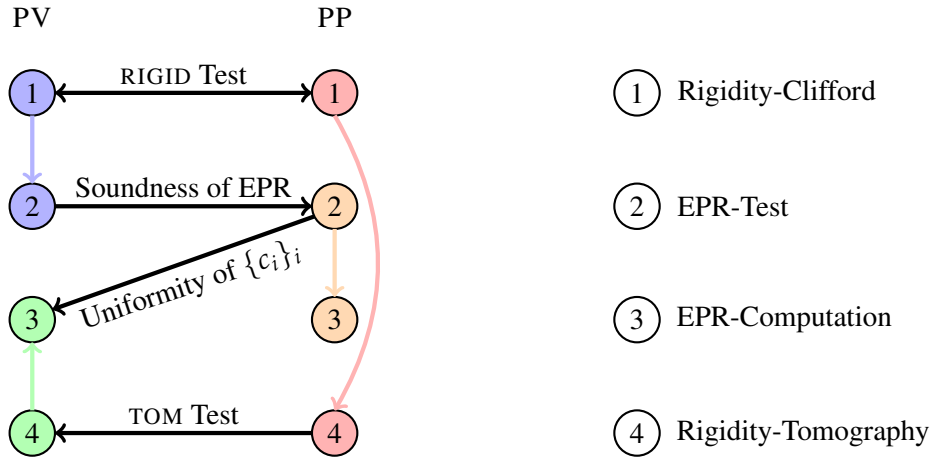 PV PP
RIGID Test
1 1 1 Rigidity-Clifford
Soundness of EPR
2 2 2 EPR-Test
Uniformity of {c_i}_i
3 3 3 EPR-Computation
TOM Test
4 4 4 Rigidity-Tomography